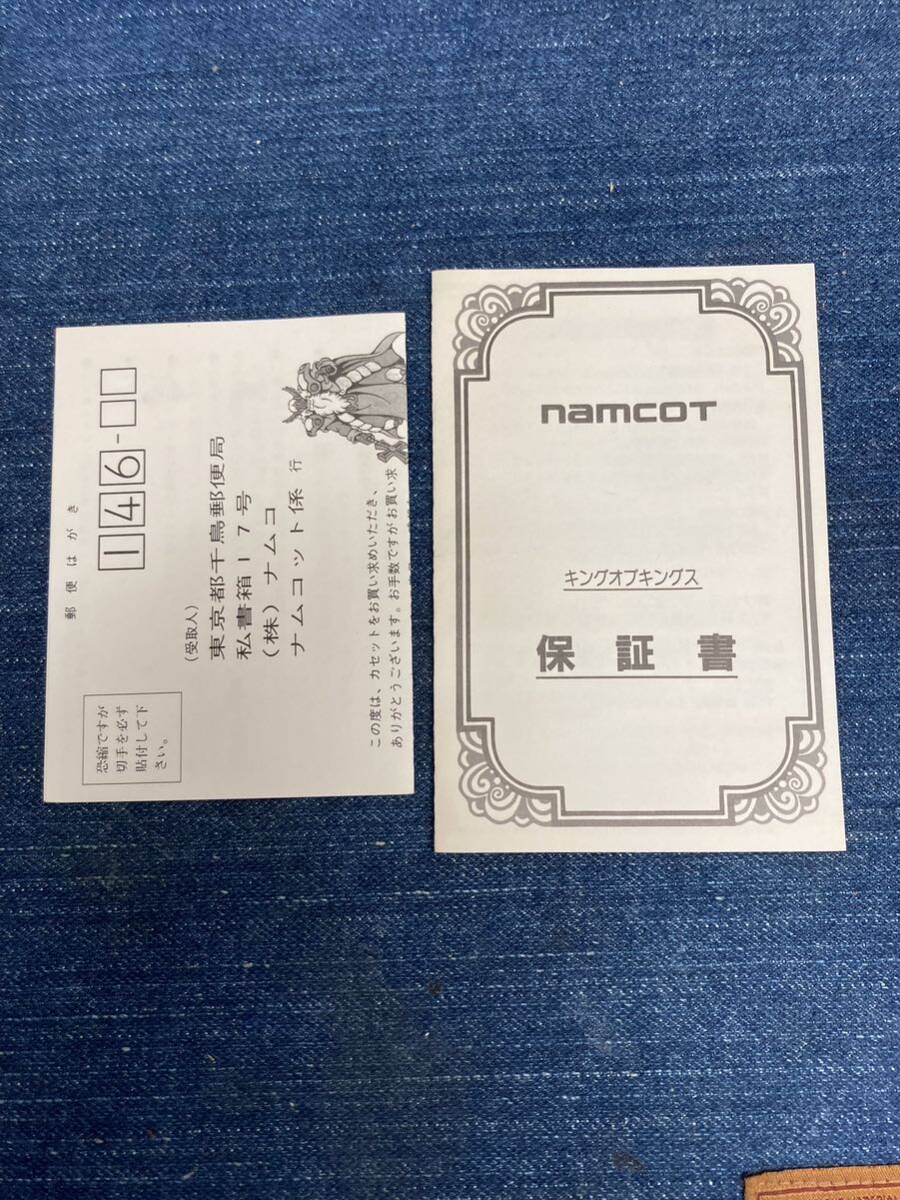 郵便はがき
146-
(受取人)
東京都千鳥郵便局
私書箱17号
(株)ナムコ
ナムコット係 行
恐縮ですが
切手を必ず
貼付して下
さい。
この度は、カセットをお買い求めいただき、
ありがとうございます。お手数ですがお買い求
namcot
キングオブキングス
保証書